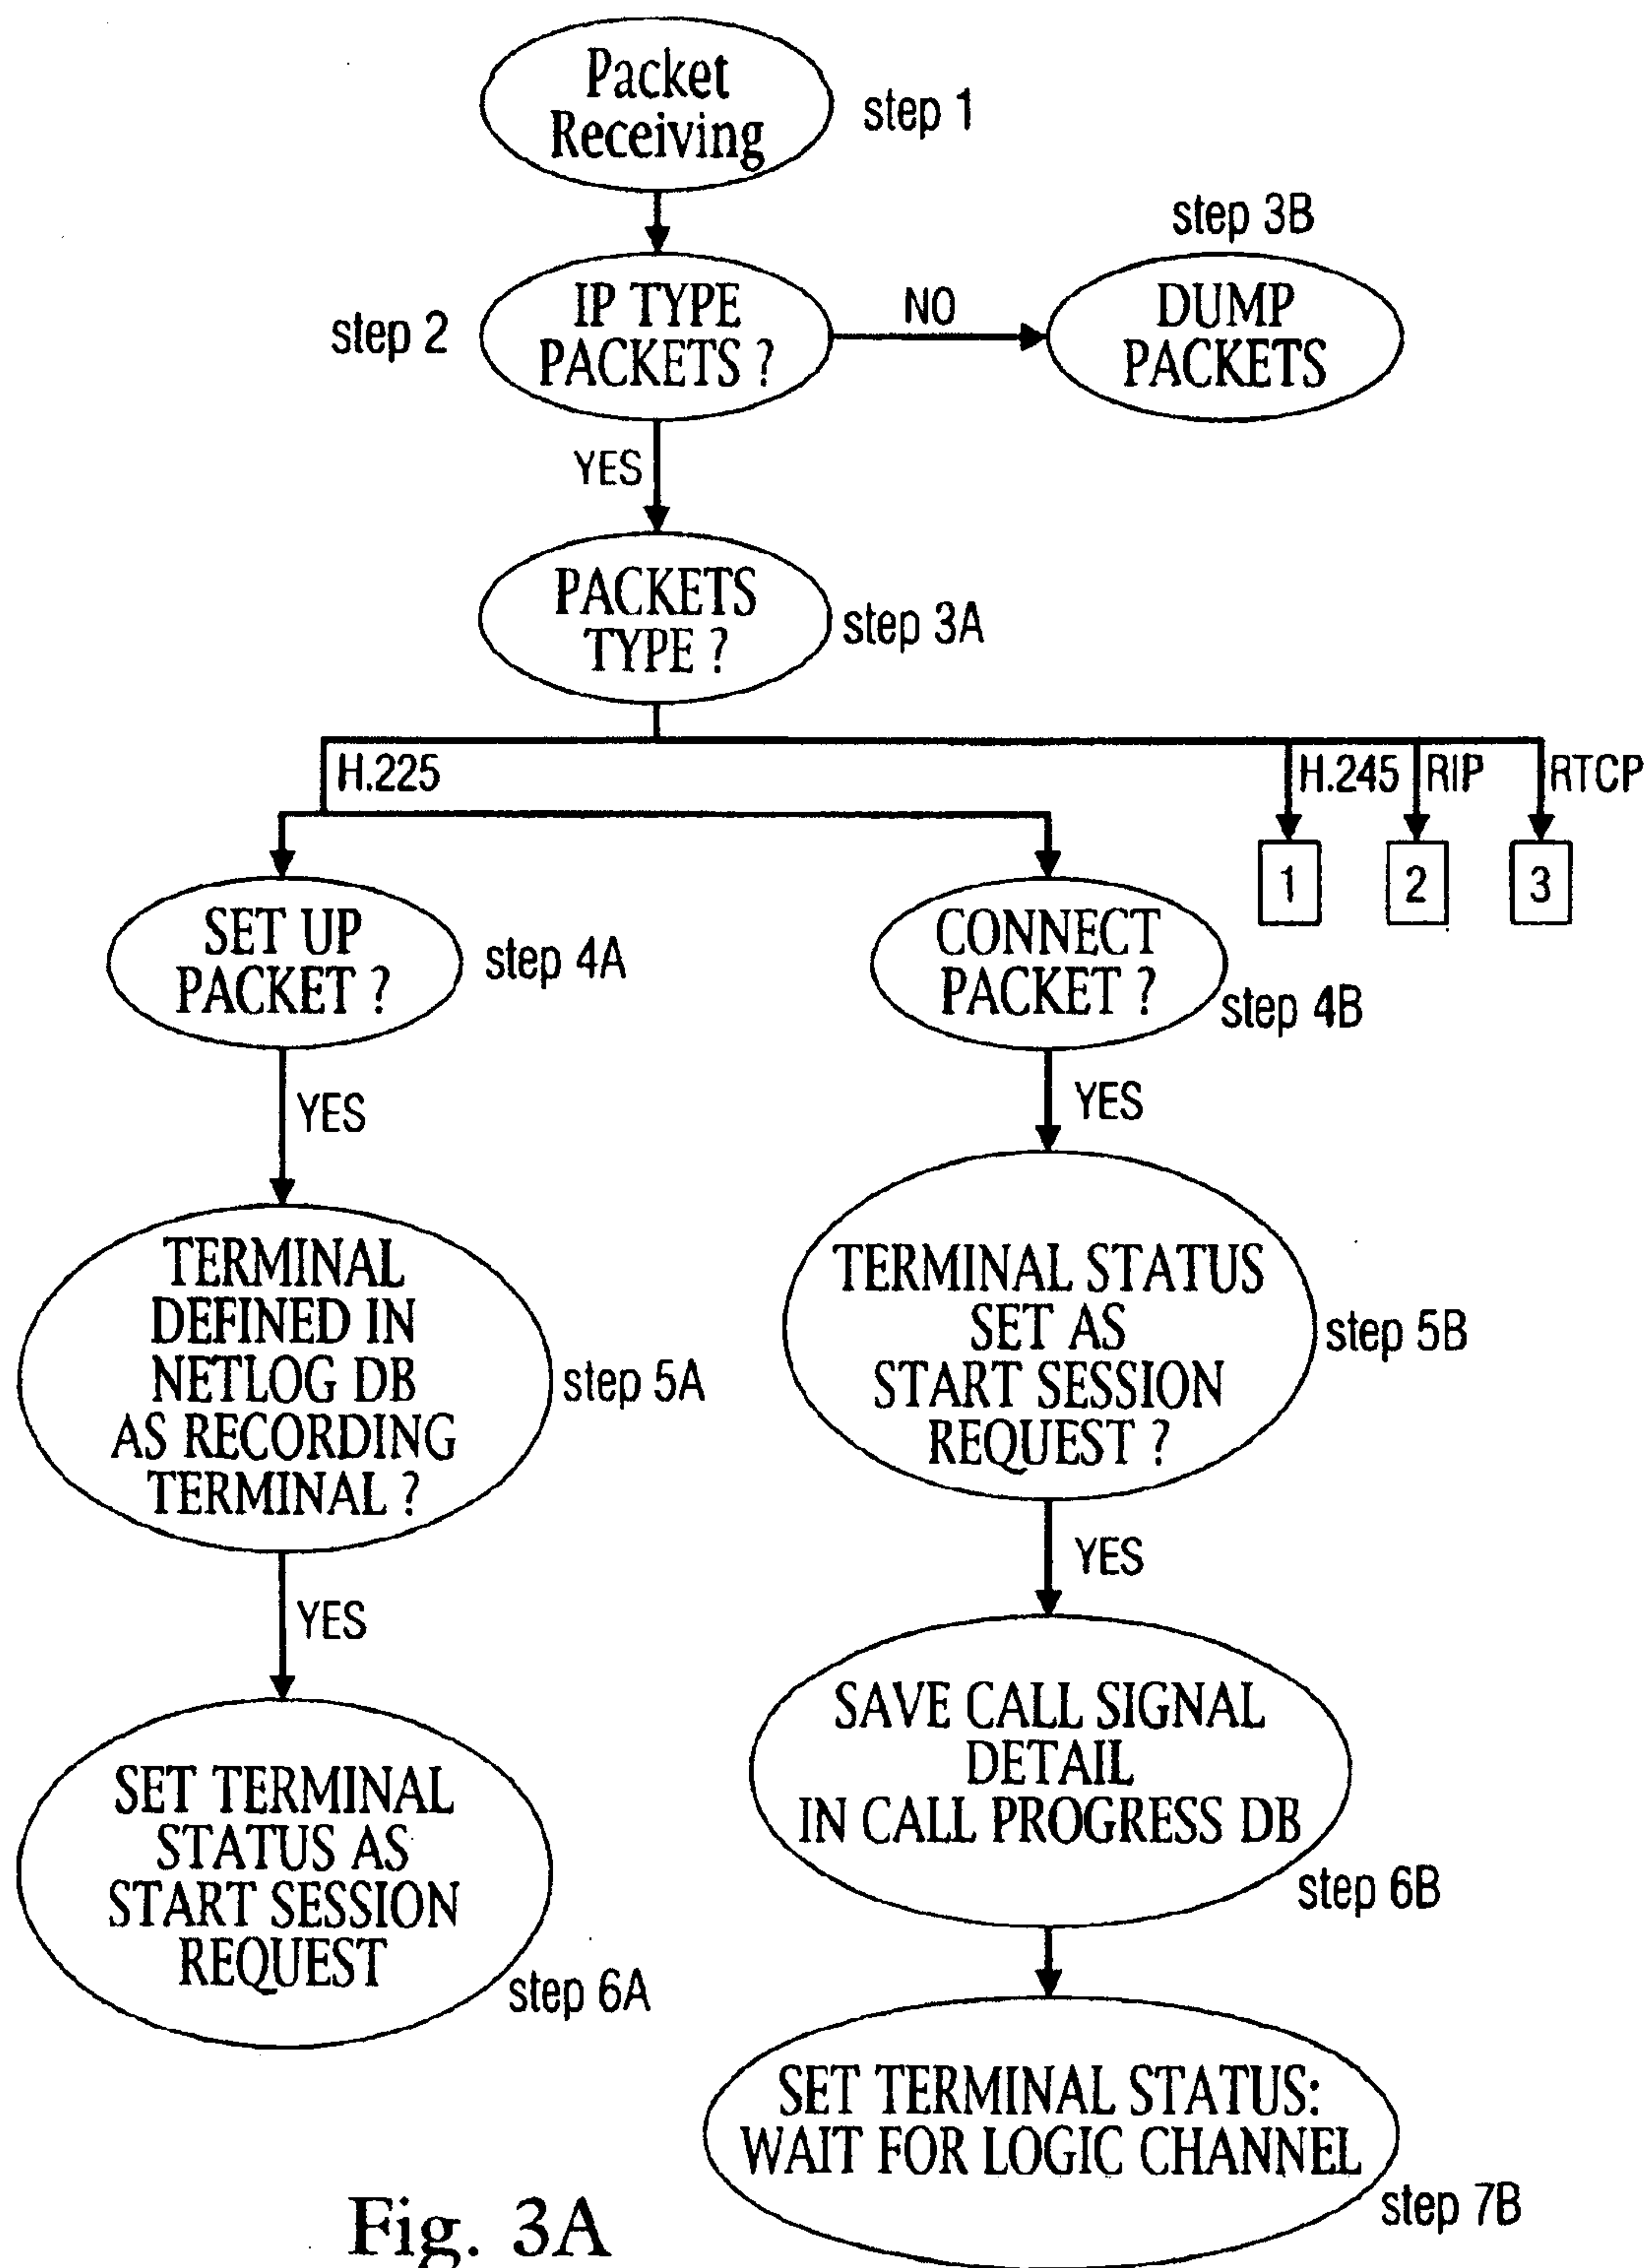 Packet
Receiving
step 1
step 3B
step 2
IP TYPE
PACKETS ?
NO
DUMP
PACKETS
YES
PACKETS
TYPE ?
step 3A
H.225
H.245
RIP
RTCP
1
2
3
SET UP
PACKET ?
step 4A
CONNECT
PACKET ?
step 4B
YES
YES
TERMINAL
DEFINED IN
NETLOG DB
AS RECORDING
TERMINAL ?
step 5A
TERMINAL STATUS
SET AS
START SESSION
REQUEST ?
step 5B
YES
YES
SET TERMINAL
STATUS AS
START SESSION
REQUEST
step 6A
SAVE CALL SIGNAL
DETAIL
IN CALL PROGRESS DB
step 6B
SET TERMINAL STATUS:
WAIT FOR LOGIC CHANNEL
step 7B
Fig. 3A